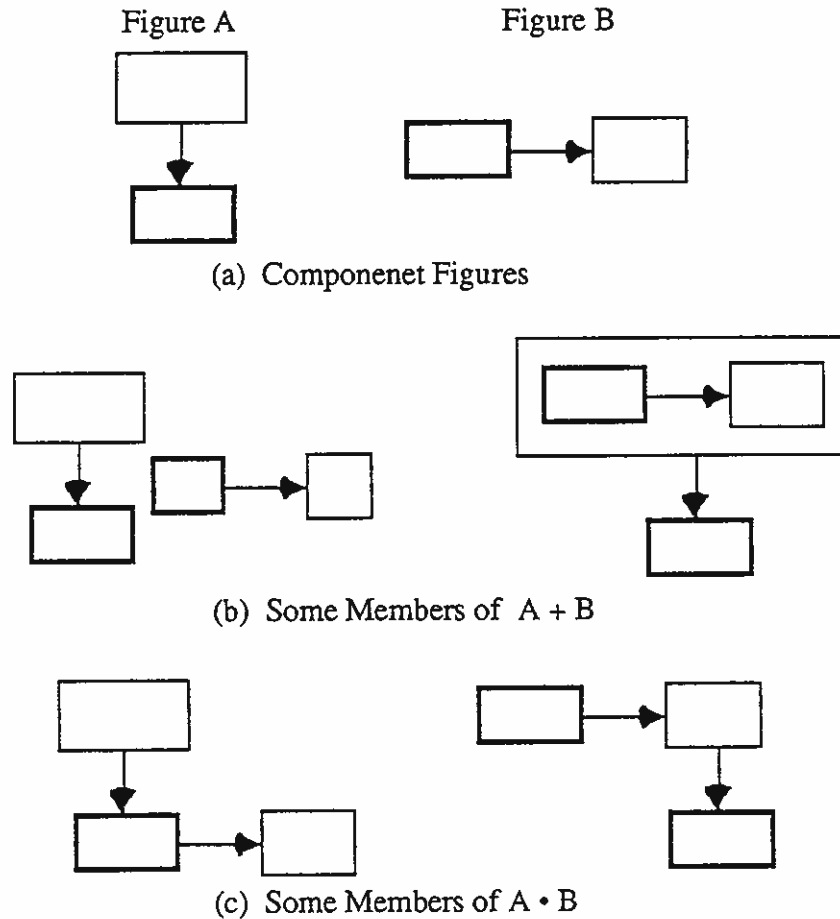 Figure A
Figure B
(a) Componenet Figures
(b) Some Members of A + B
(c) Some Members of A • B